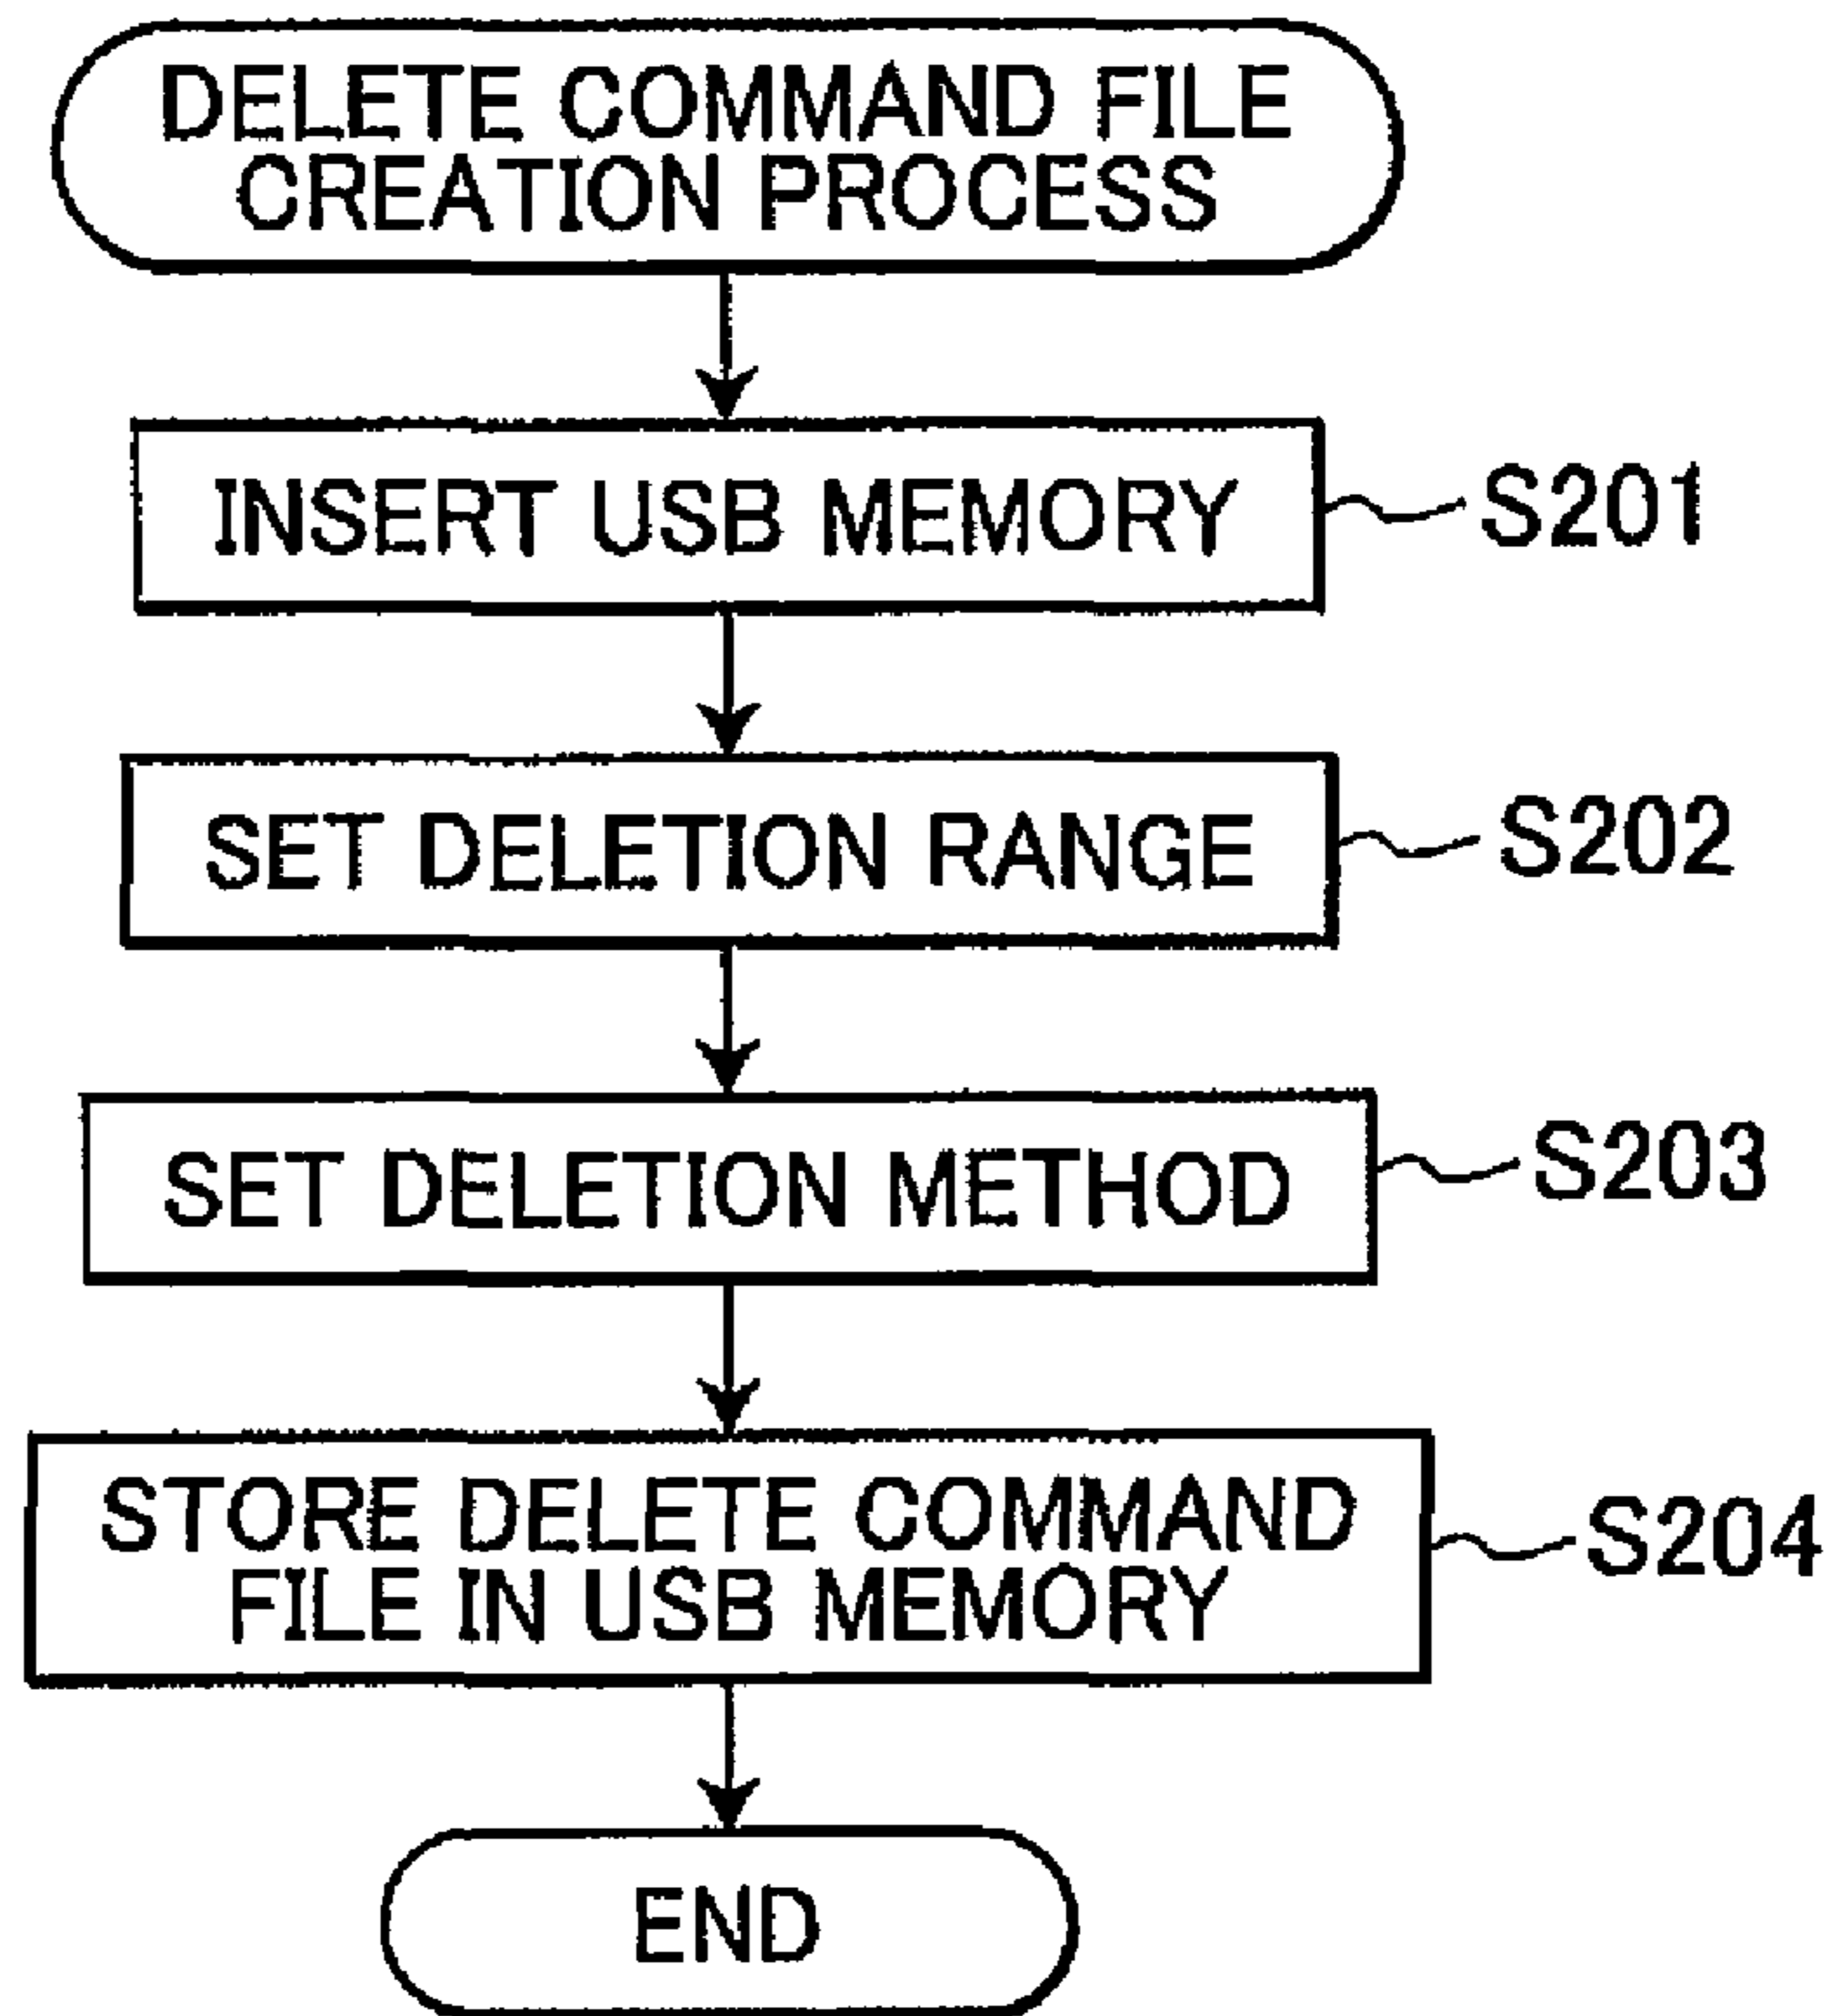 DELETE COMMAND FILE
CREATION PROCESS
INSERT USB MEMORY
S201
SET DELETION RANGE
S202
SET DELETION METHOD
S203
STORE DELETE COMMAND
FILE IN USB MEMORY
S204
END